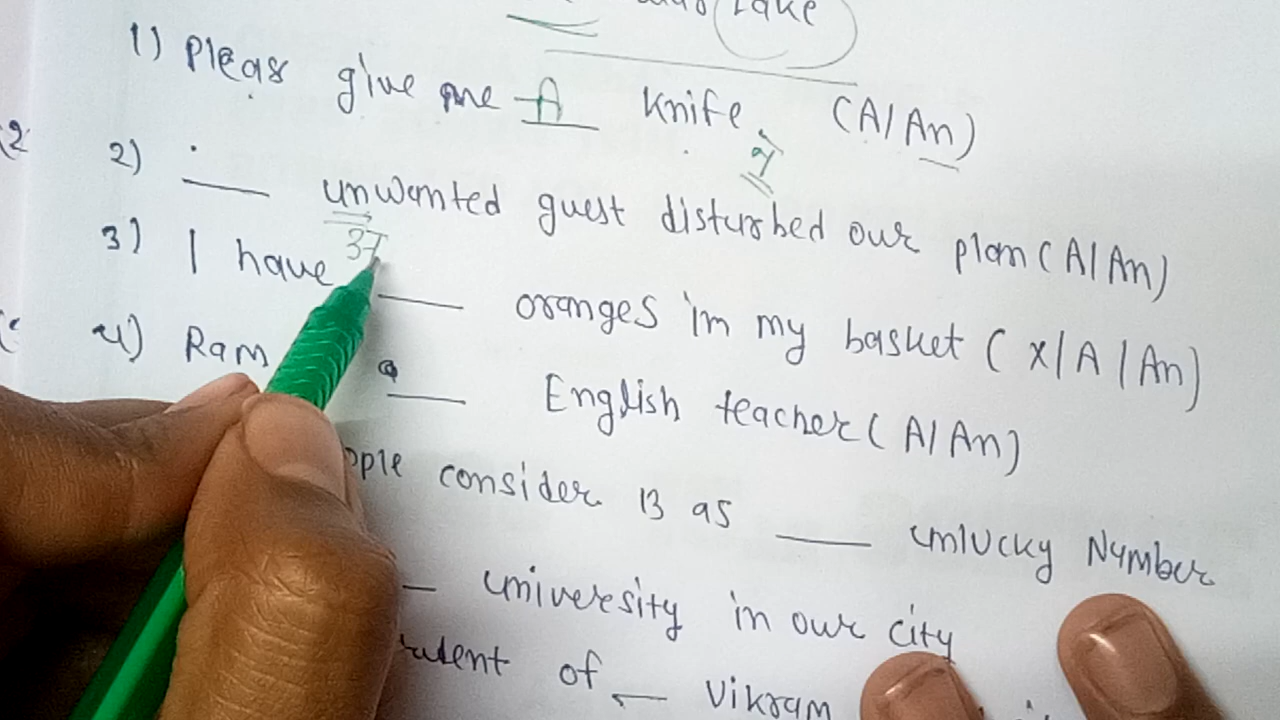 Take
1) Pleas give me A knife (A/An)
2) ___ unwanted guest disturbed our plan (A/An)
3) I have ___ oranges in my basket (x/A/An)
4) Ram ___ English teacher (A/An)
ople consider 13 as ___ unlucky Number
___ university in our city
of ___ Vikram